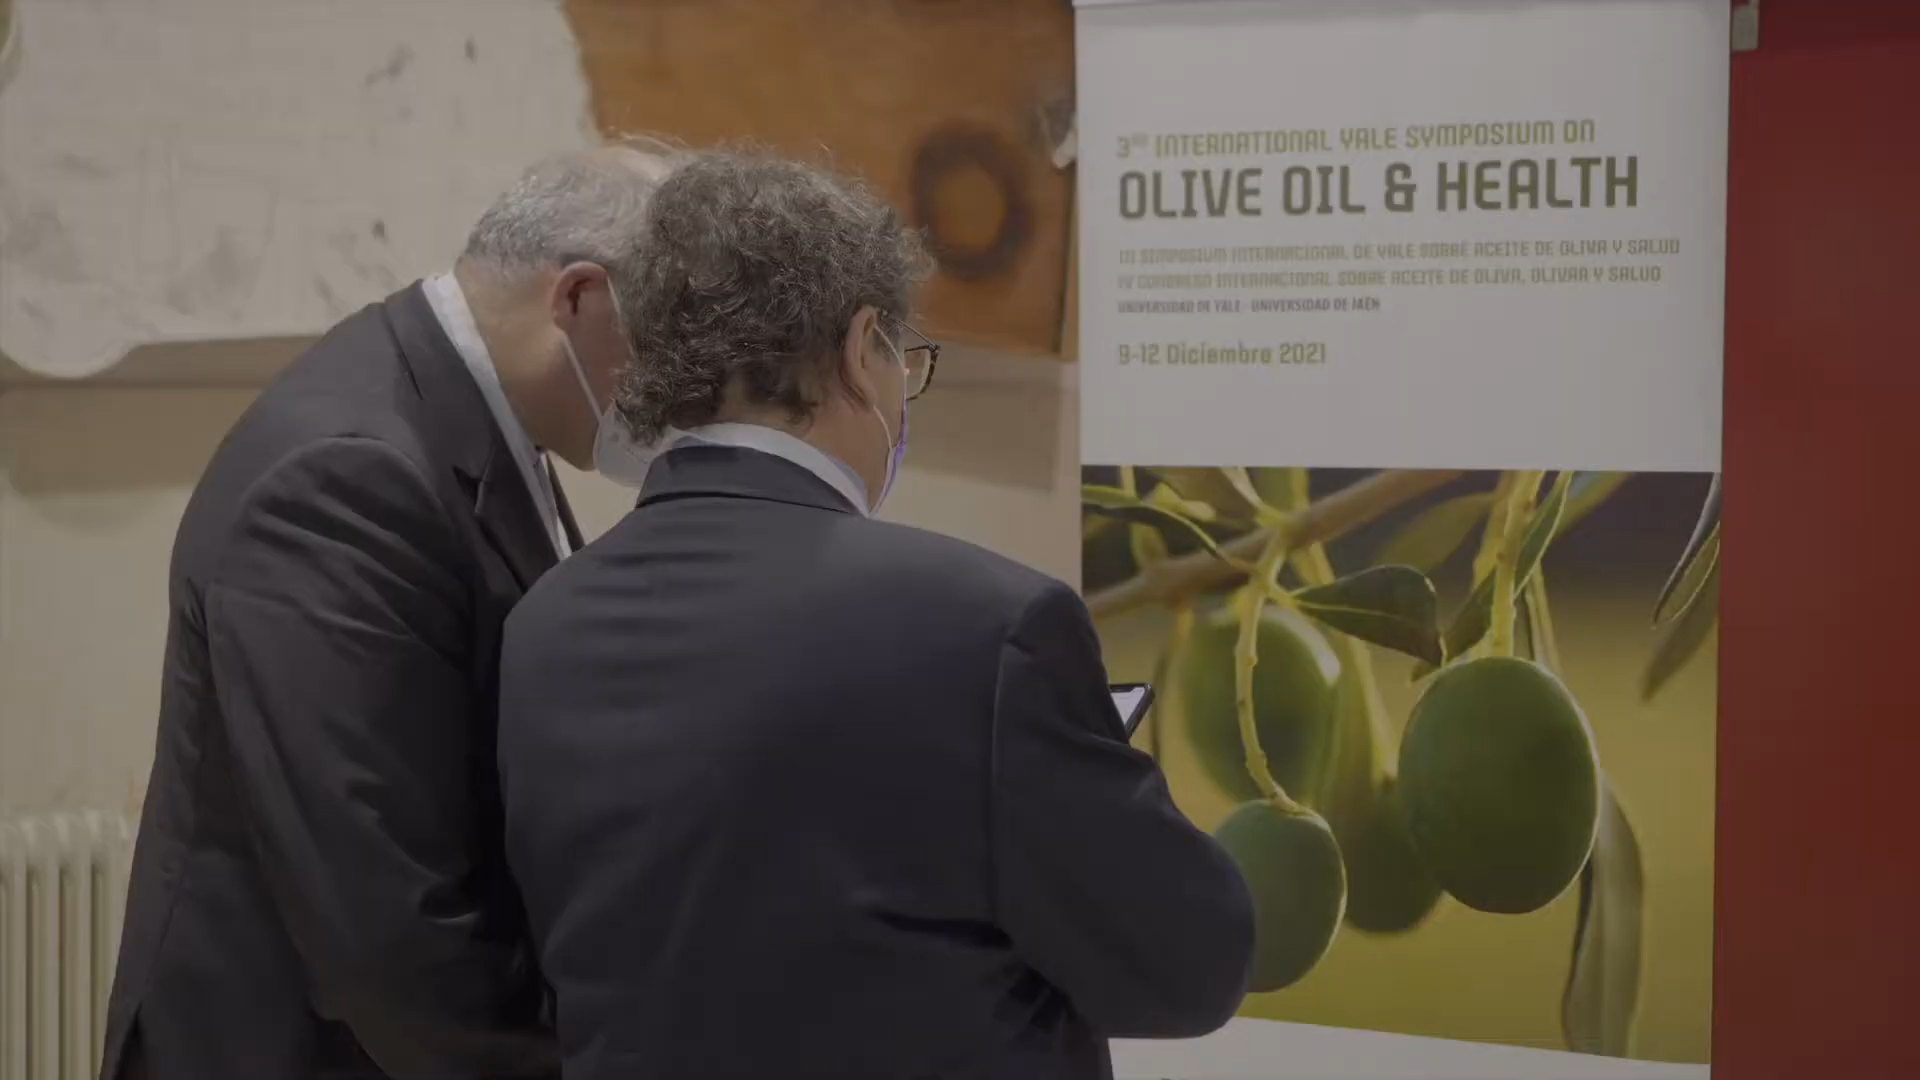 3RD INTERNATIONAL YALE SYMPOSIUM ON
OLIVE OIL & HEALTH
III SIMPOSIUM INTERNACIONAL DE YALE SOBRE ACEITE DE OLIVA Y SALUD
IV CONGRESO INTERNACIONAL SOBRE ACEITE DE OLIVA, OLIVAR Y SALUD
UNIVERSIDAD DE YALE - UNIVERSIDAD DE JAÉN
9-12 Diciembre 2021